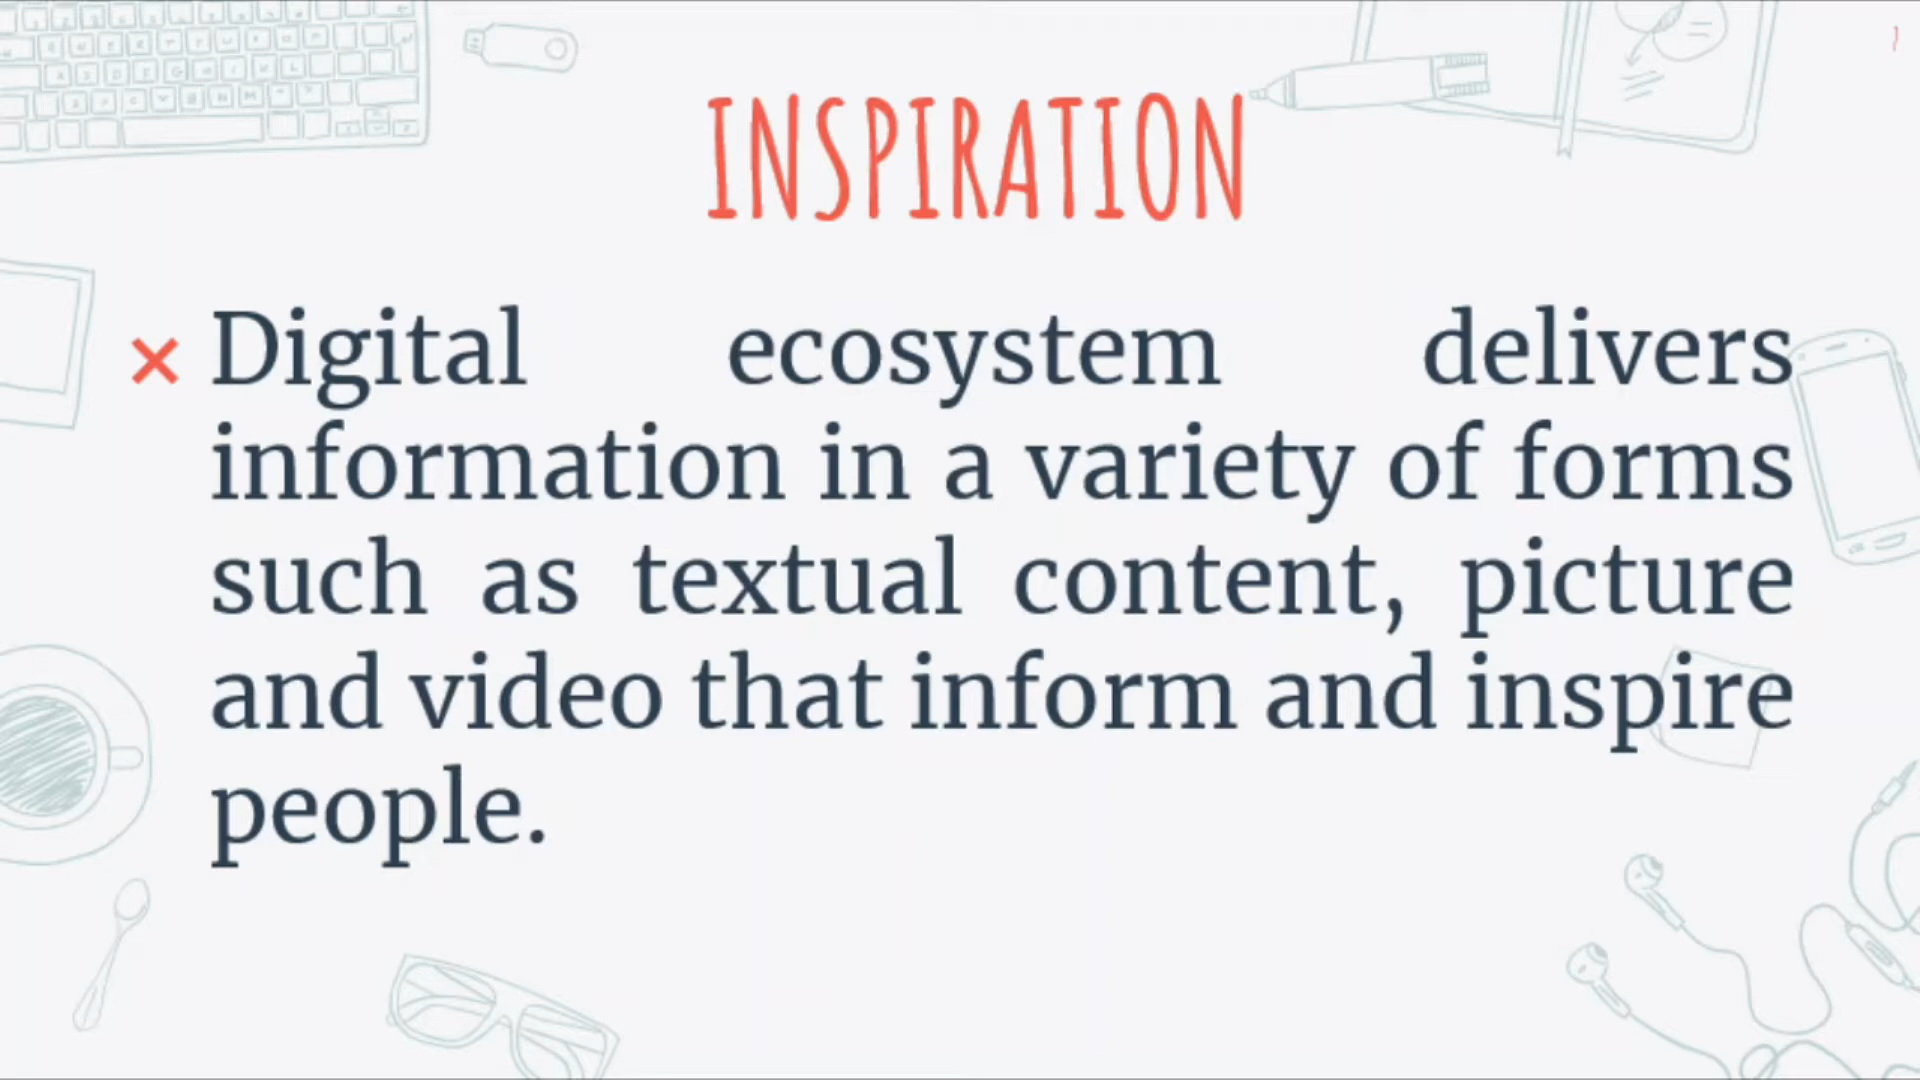 INSPIRATION
× Digital ecosystem delivers
information in a variety of forms
such as textual content, picture
and video that inform and inspire
people.